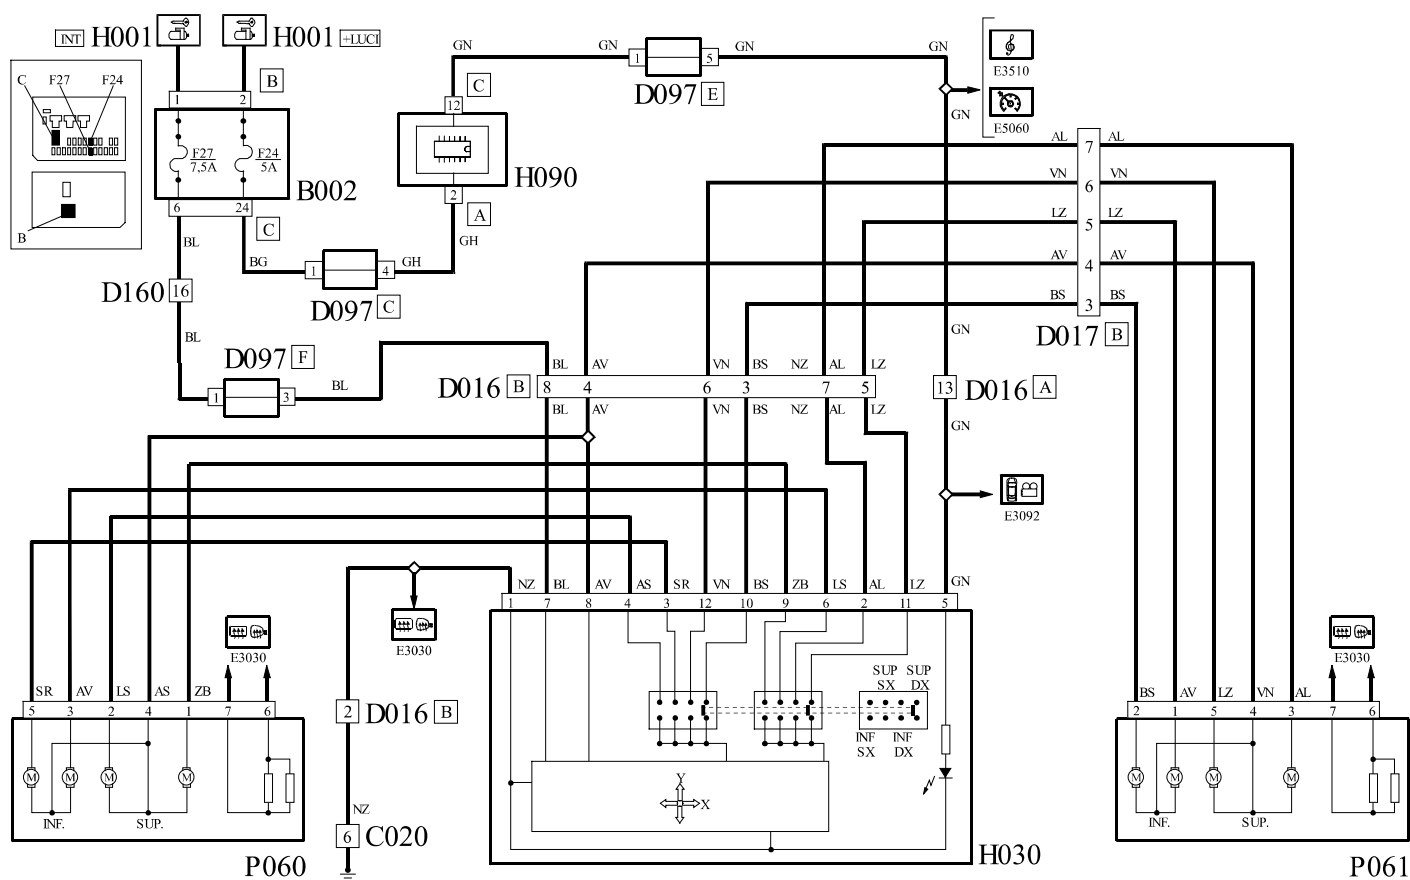 INT H001 H001 +LUCI
C F27 F24
B
B
1 2
F27
7,5A
F24
5A
B002
6 24
C
BL
BG
1 4
GH
GH
D097 C
D160 16
BL
D097 F
1 3
BL
GN
C
12
H090
2
A
GN
1 5
GN
D097 E
GN
GN
E3510
E5060
AL 7 AL
VN 6 VN
LZ 5 LZ
AV 4 AV
BS 3 BS
D017 B
GN
BL AV VN BS NZ AL LZ
D016 B 8 4 6 3 7 5
BL AV VN BS NZ AL LZ
13 D016 A
GN
E3092
NZ BL AV AS SR VN BS ZB LS AL LZ GN
1 7 8 4 3 12 10 9 6 2 11 5
SUP SX
SUP DX
INF SX
INF DX
Y
X
H030
E3030
2 D016 B
NZ
6 C020
E3030
SR AV LS AS ZB
5 3 2 4 1 7 6
M M M M
INF. SUP.
P060
E3030
BS AV LZ VN AL
2 1 5 4 3 7 6
M M M M
INF. SUP.
P061